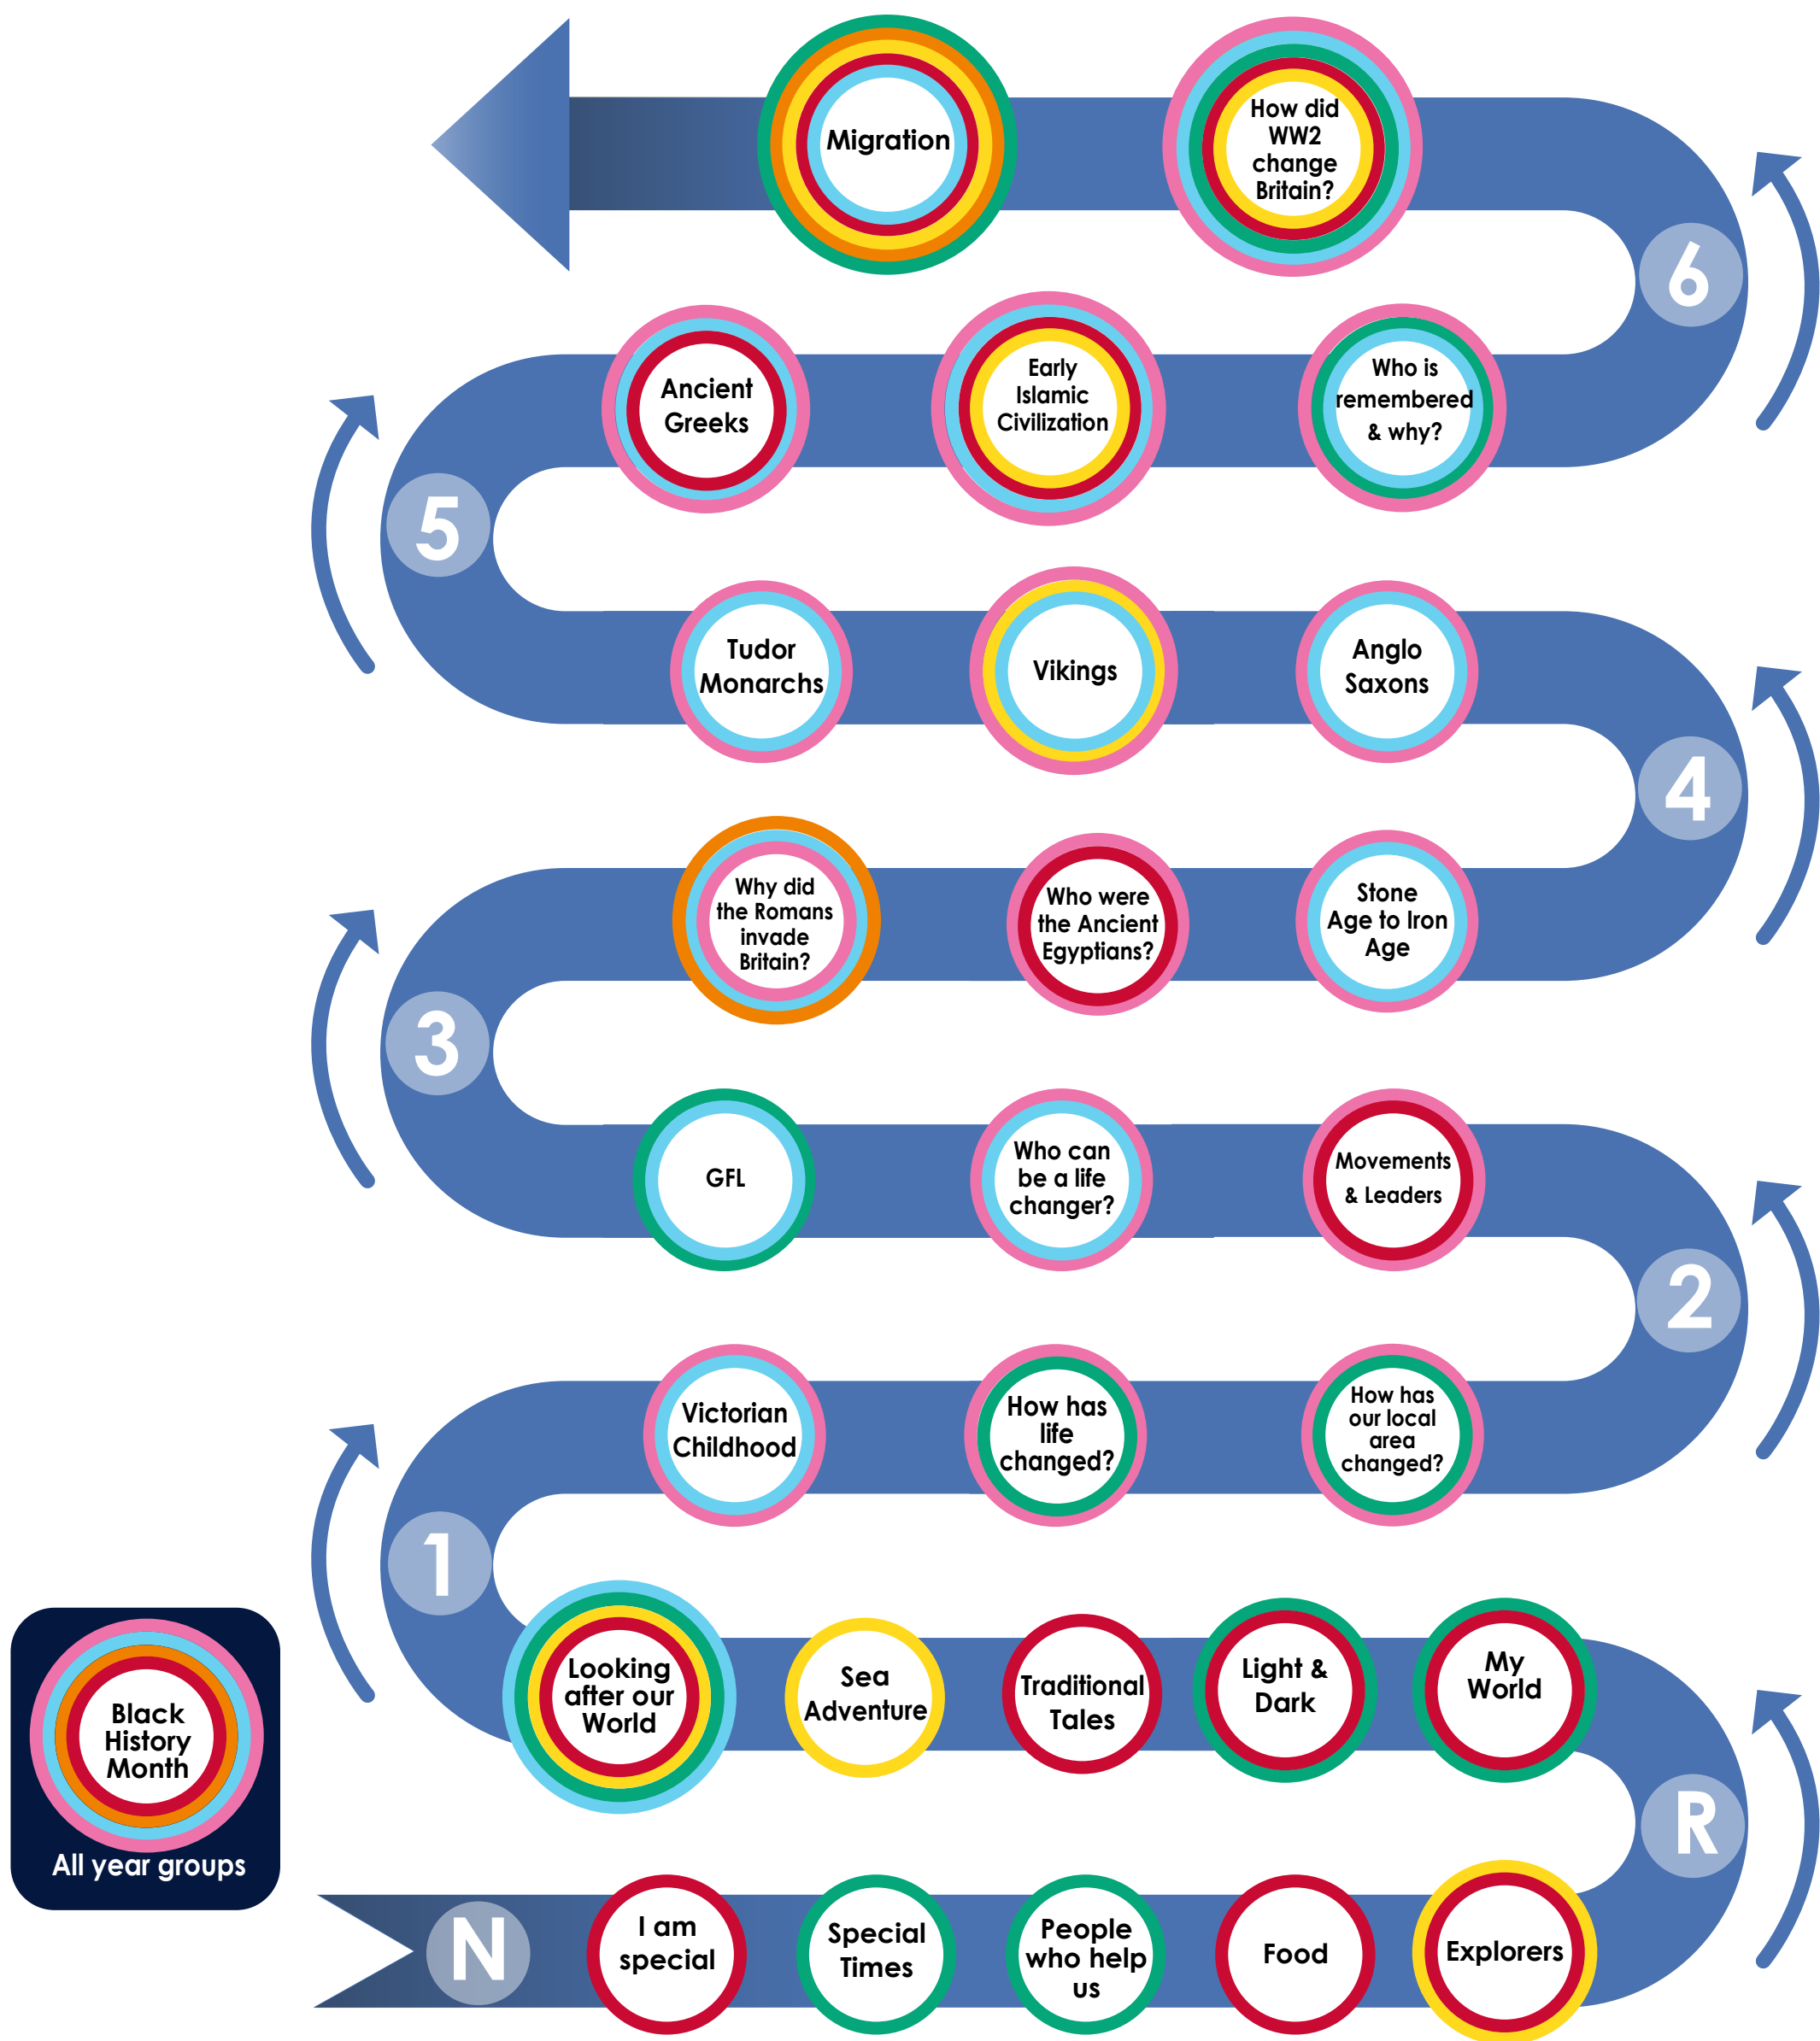 Migration
How did
WW2
change
Britain?
6
Ancient
Greeks
Early
Islamic
Civilization
Who is
remembered
& why?
5
Tudor
Monarchs
Vikings
Anglo
Saxons
4
Why did
the Romans
invade
Britain?
Who were
the Ancient
Egyptians?
Stone
Age to Iron
Age
3
GFL
Who can
be a life
changer?
Movements
& Leaders
2
Victorian
Childhood
How has
life
changed?
How has
our local
area
changed?
1
Looking
after our
World
Sea
Adventure
Traditional
Tales
Light &
Dark
My
World
R
Black
History
Month
All year groups
N
I am
special
Special
Times
People
who help
us
Food
Explorers